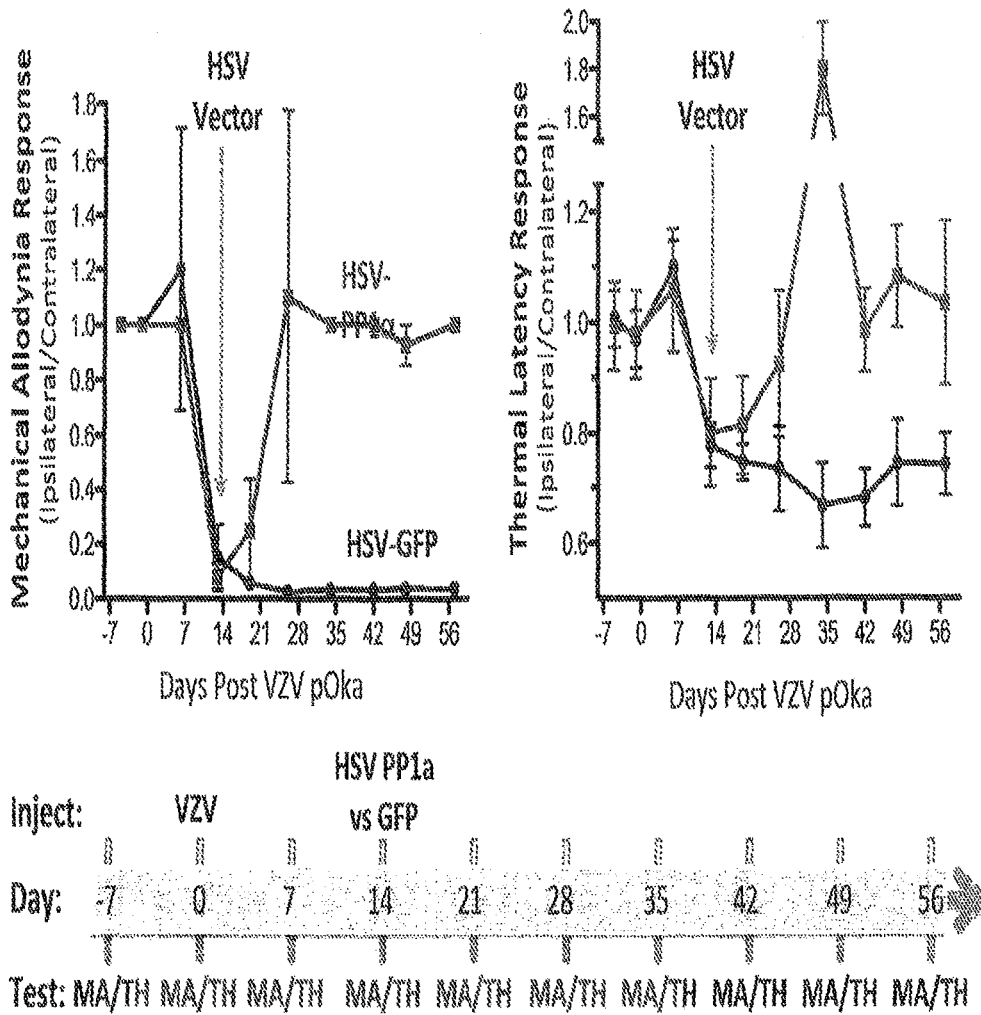 Mechanical Allodynia Response
(Ipsilateral/Contralateral)
1.8
1.6
1.4
1.2
1.0
0.8
0.6
0.4
0.2
0.0
HSV
Vector
HSV-
PP1α
HSV-GFP
-7 0 7 14 21 28 35 42 49 56
Days Post VZV pOka
Thermal Latency Response
(Ipsilateral/Contralateral)
2.0
1.8
1.6
1.2
1.0
0.8
0.6
HSV
Vector
-7 0 7 14 21 28 35 42 49 56
Days Post VZV pOka
HSV PP1a
Inject: VZV vs GFP
Day: -7 0 7 14 21 28 35 42 49 56
Test: MA/TH MA/TH MA/TH MA/TH MA/TH MA/TH MA/TH MA/TH MA/TH MA/TH